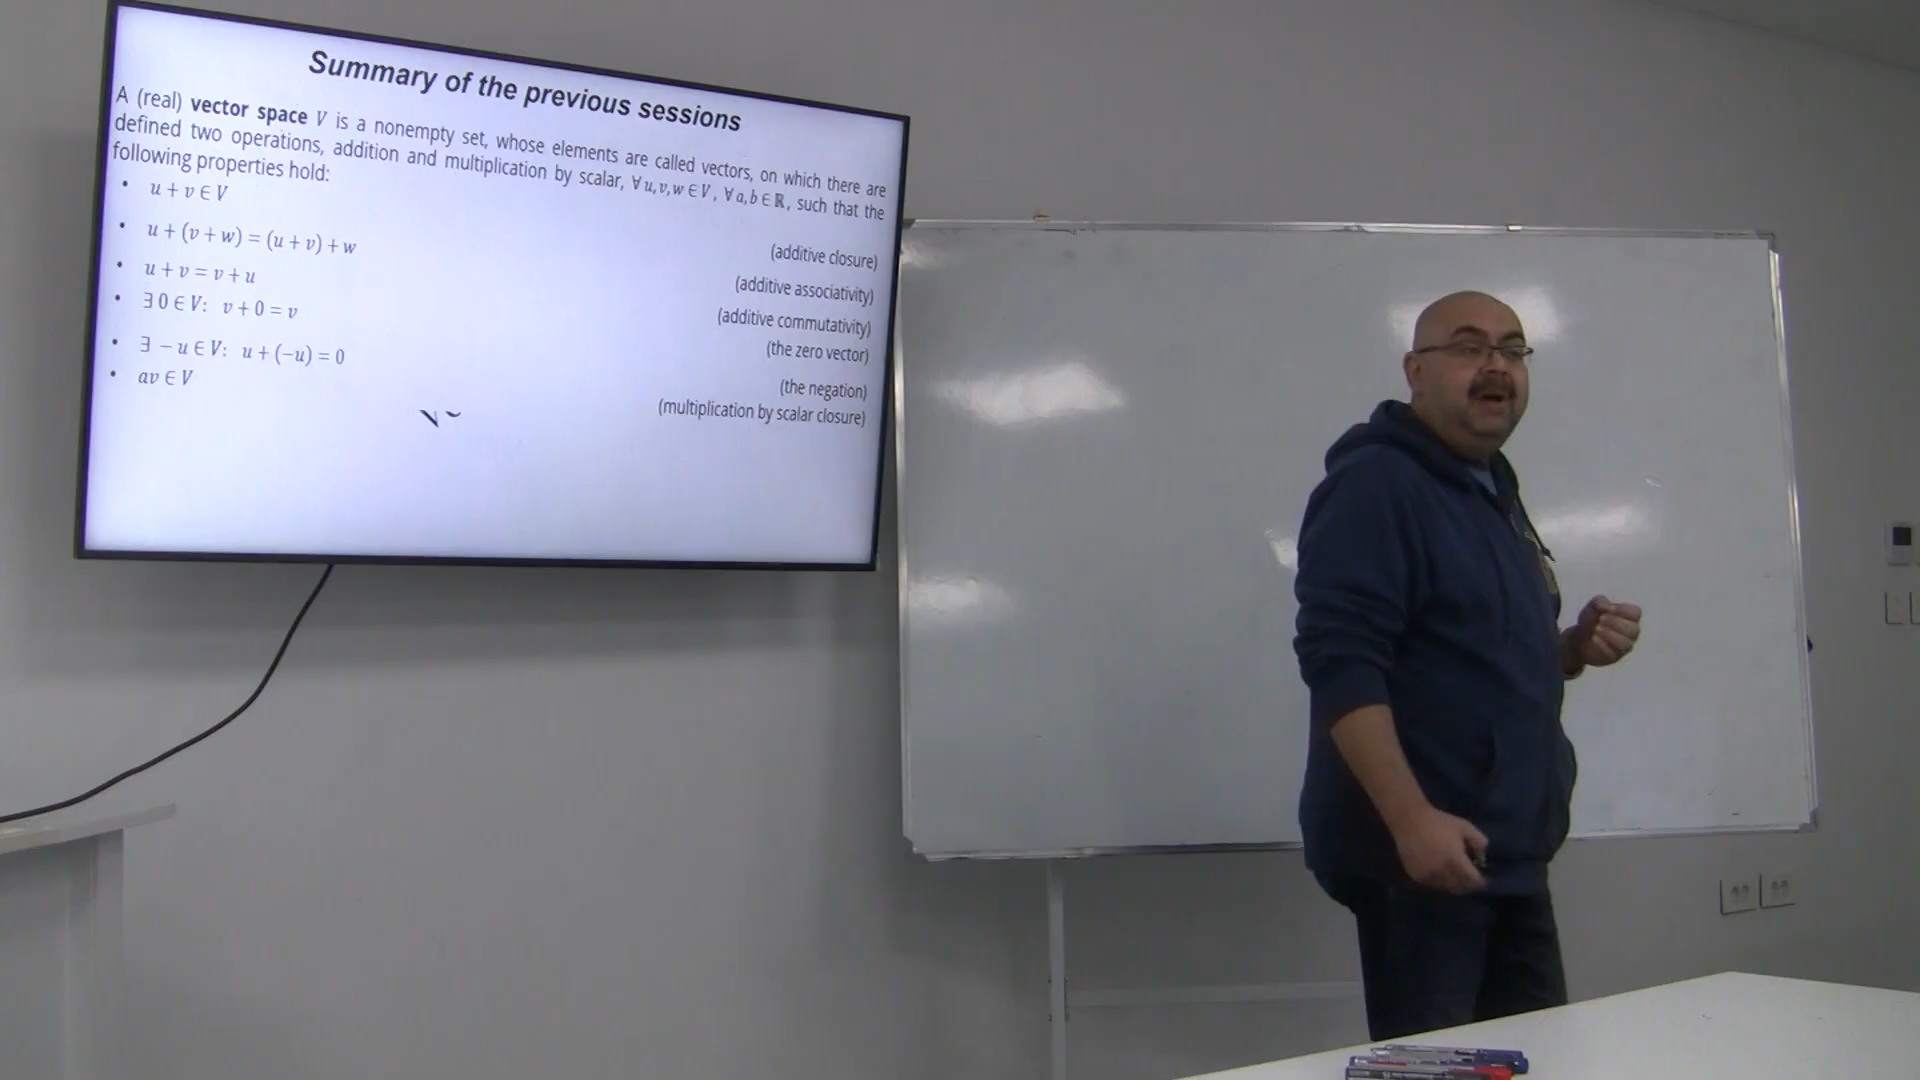 Summary of the previous sessions
A (real) vector space V is a nonempty set, whose elements are called vectors, on which there are
defined two operations, addition and multiplication by scalar, ∀ u, v, w ∈ V, ∀ a, b ∈ ℝ, such that the
following properties hold:
• u + v ∈ V (additive closure)
• u + (v + w) = (u + v) + w (additive associativity)
• u + v = v + u (additive commutativity)
• ∃ 0 ∈ V: v + 0 = v (the zero vector)
• ∃ − u ∈ V: u + (−u) = 0 (the negation)
• av ∈ V (multiplication by scalar closure)